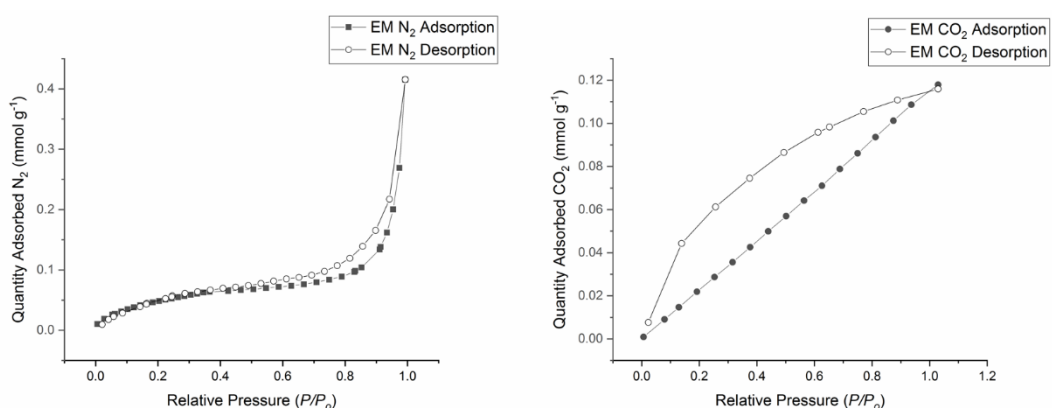 EM N₂ Adsorption
EM N₂ Desorption
Quantity Adsorbed N₂ (mmol g⁻¹)
0.4
0.3
0.2
0.1
0.0
0.0 0.2 0.4 0.6 0.8 1.0
Relative Pressure (P/Pₒ)
EM CO₂ Adsorption
EM CO₂ Desorption
Quantity Adsorbed CO₂ (mmol g⁻¹)
0.12
0.10
0.08
0.06
0.04
0.02
0.00
0.0 0.2 0.4 0.6 0.8 1.0 1.2
Relative Pressure (P/Pₒ)